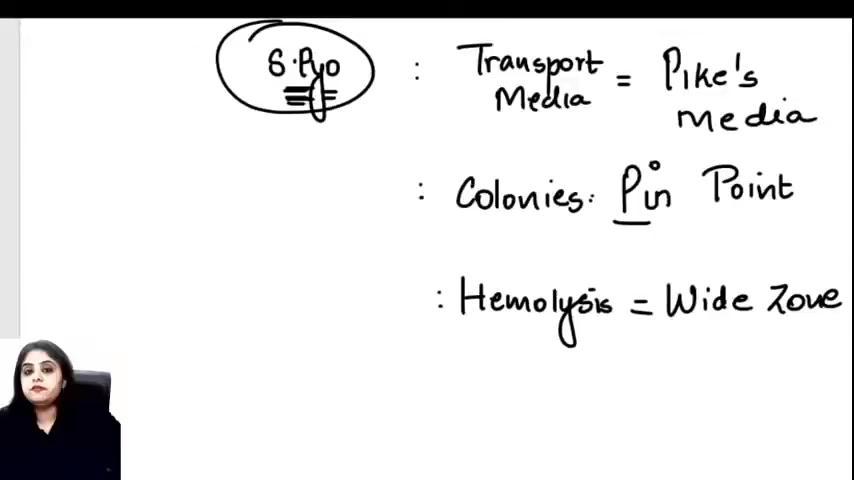 S.Pyo : Transport Media = Pike's media
: Colonies: Pin Point
: Hemolysis = Wide Zone